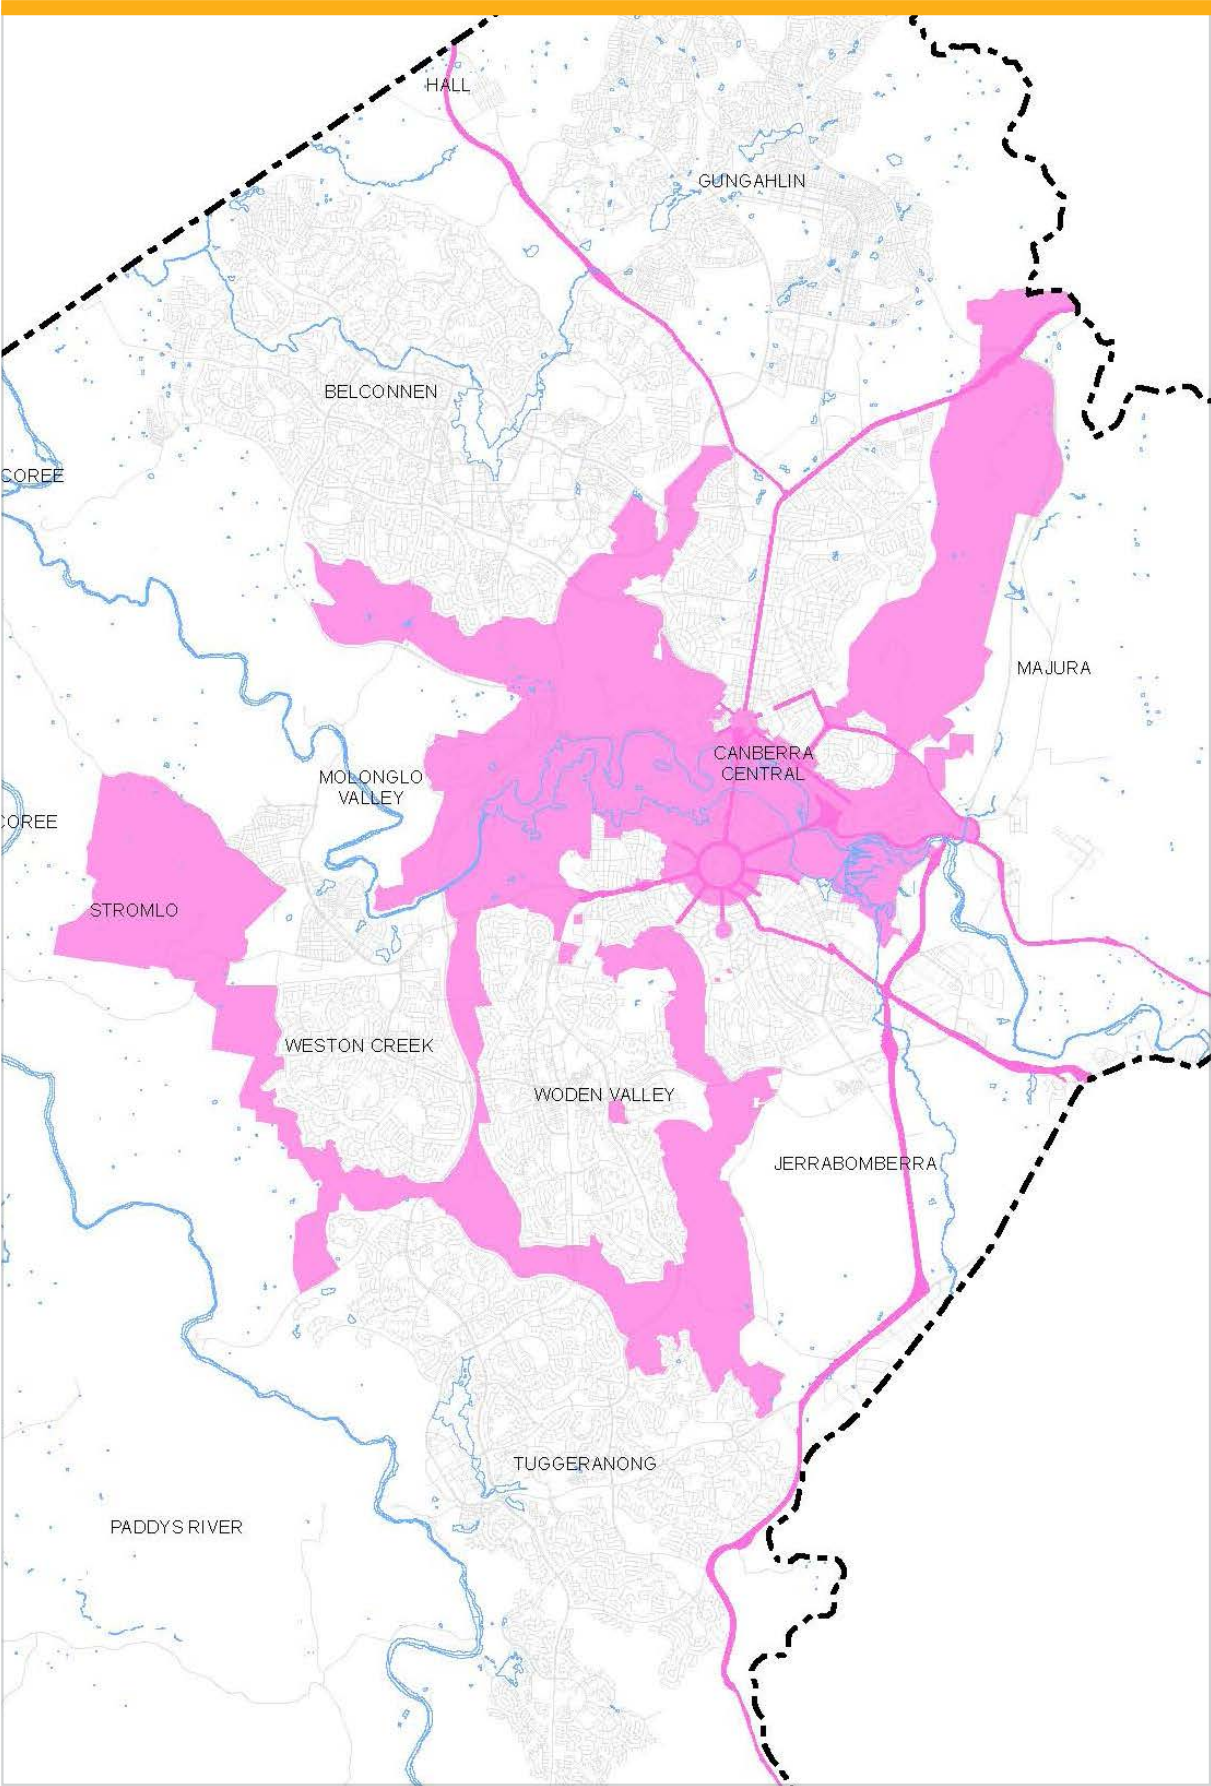 HALL
GUNGAHLIN
BELCONNEN
COREE
MAJURA
CANBERRA
CENTRAL
MOLONGLO
VALLEY
COREE
STROMLO
WESTON CREEK
WODEN VALLEY
JERRABOMBERRA
TUGGERANONG
PADDYS RIVER